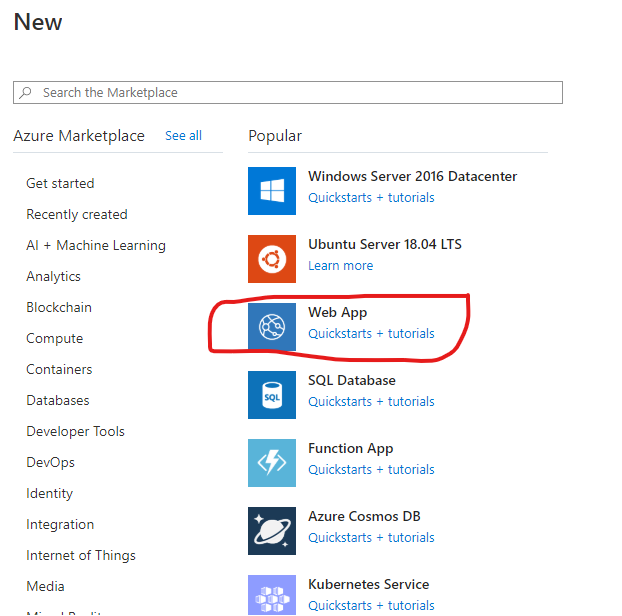 New
Search the Marketplace
Azure Marketplace See all
Get started
Recently created
AI + Machine Learning
Analytics
Blockchain
Compute
Containers
Databases
Developer Tools
DevOps
Identity
Integration
Internet of Things
Media
Popular
Windows Server 2016 Datacenter
Quickstarts + tutorials
Ubuntu Server 18.04 LTS
Learn more
Web App
Quickstarts + tutorials
SQL
SQL Database
Quickstarts + tutorials
Function App
Quickstarts + tutorials
Azure Cosmos DB
Quickstarts + tutorials
Kubernetes Service
Quickstarts + tutorials